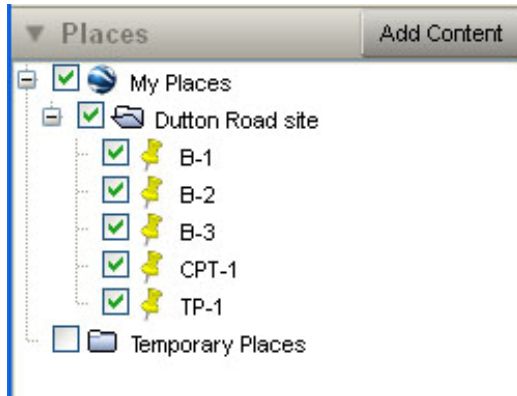 Places
Add Content
My Places
Dutton Road site
B-1
B-2
B-3
CPT-1
TP-1
Temporary Places